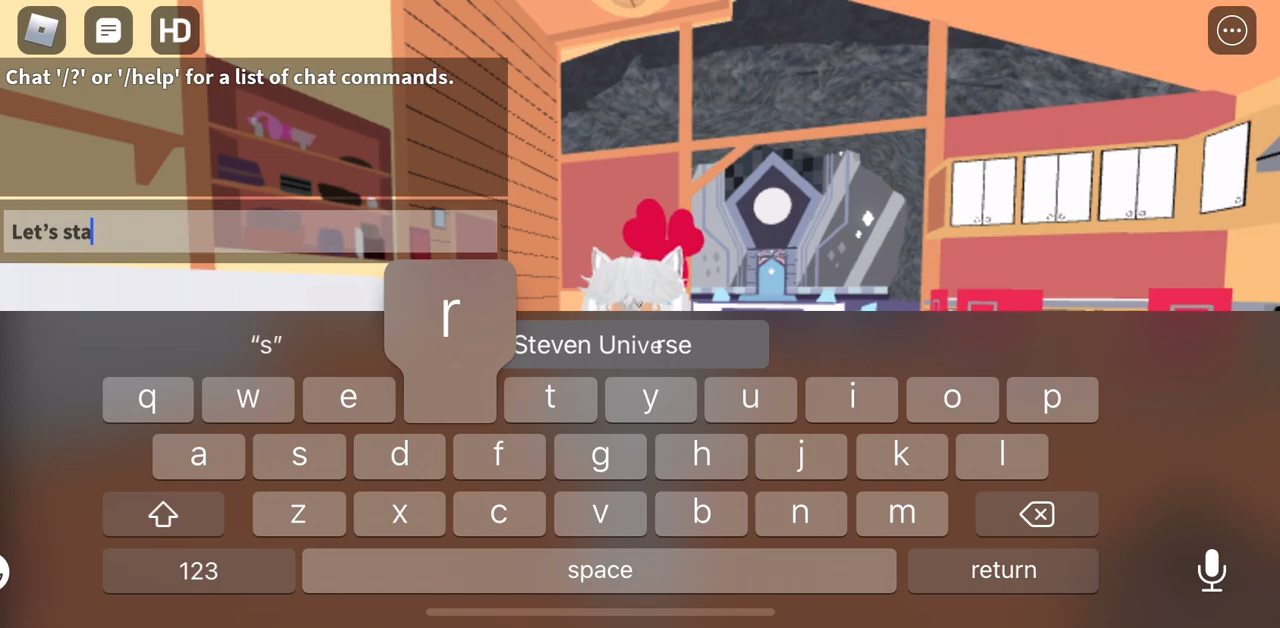 HD
Chat '/?' or '/help' for a list of chat commands.
Let’s sta
r
“s” Steven Universe
q w e t y u i o p
a s d f g h j k l
z x c v b n m
123 space return